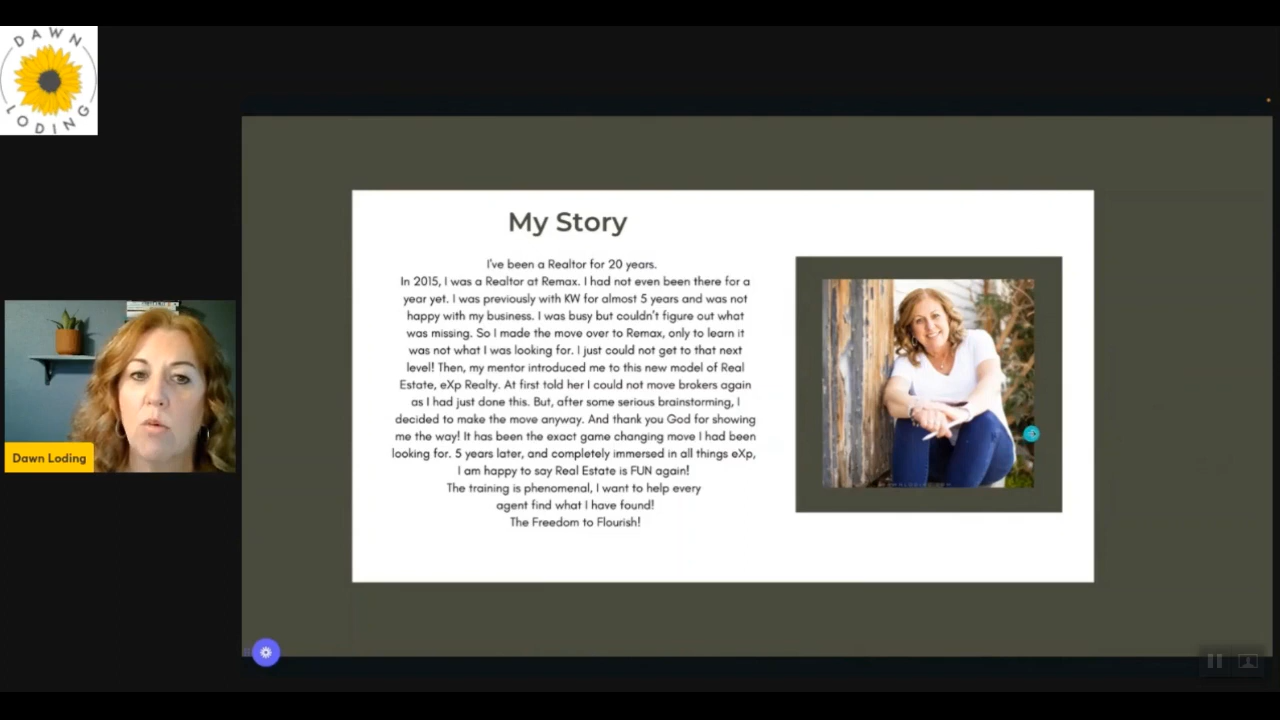 DAWN
LODING
My Story
I've been a Realtor for 20 years.
In 2015, I was a Realtor at Remax. I had not even been there for a
year yet. I was previously with KW for almost 5 years and was not
happy with my business. I was busy but couldn't figure out what
was missing. So I made the move over to Remax, only to learn it
was not what I was looking for. I just could not get to that next
level! Then, my mentor introduced me to this new model of Real
Estate, eXp Realty. At first told her I could not move brokers again
as I had just done this. But, after some serious brainstorming, I
decided to make the move anyway. And thank you God for showing
me the way! It has been the exact game changing move I had been
looking for. 5 years later, and completely immersed in all things eXp,
I am happy to say Real Estate is FUN again!
The training is phenomenal, I want to help every
agent find what I have found!
The Freedom to Flourish!
Dawn Loding